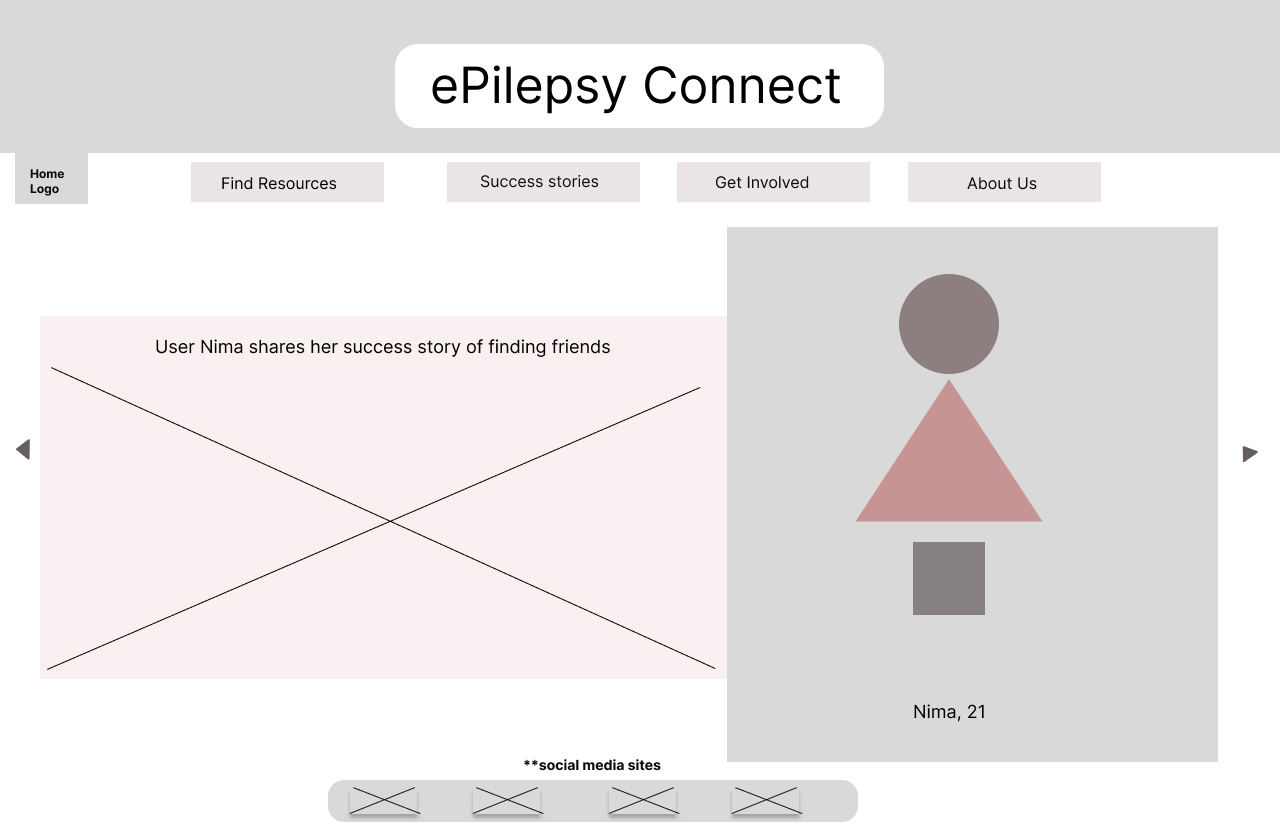 ePilepsy Connect
Home
Logo
Find Resources
Success stories
Get Involved
About Us
User Nima shares her success story of finding friends
Nima, 21
**social media sites